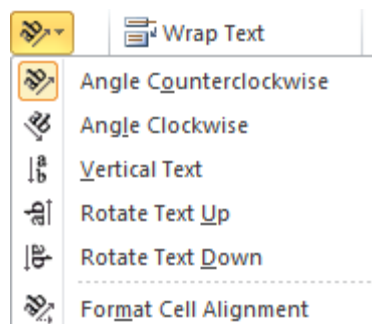 Wrap Text
Angle Counterclockwise
Angle Clockwise
Vertical Text
Rotate Text Up
Rotate Text Down
Format Cell Alignment